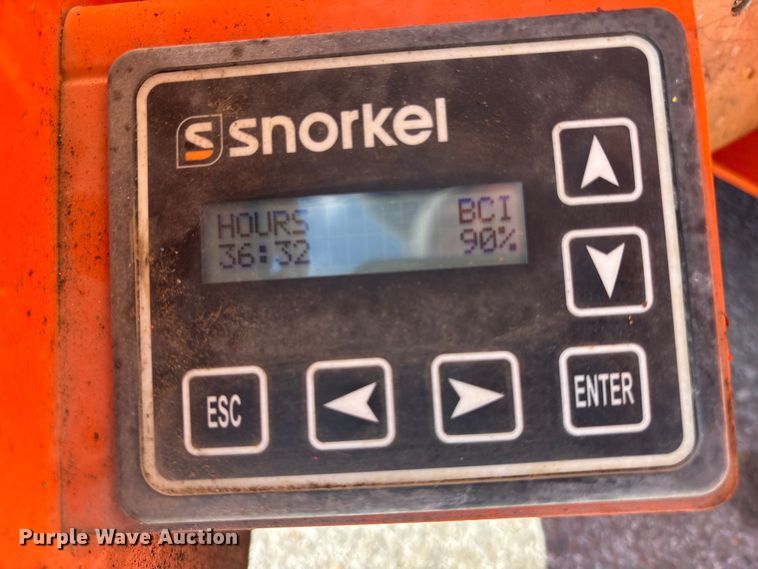 S snorkel
HOURS BCI
36:32 90%
ESC
ENTER
Purple Wave Auction